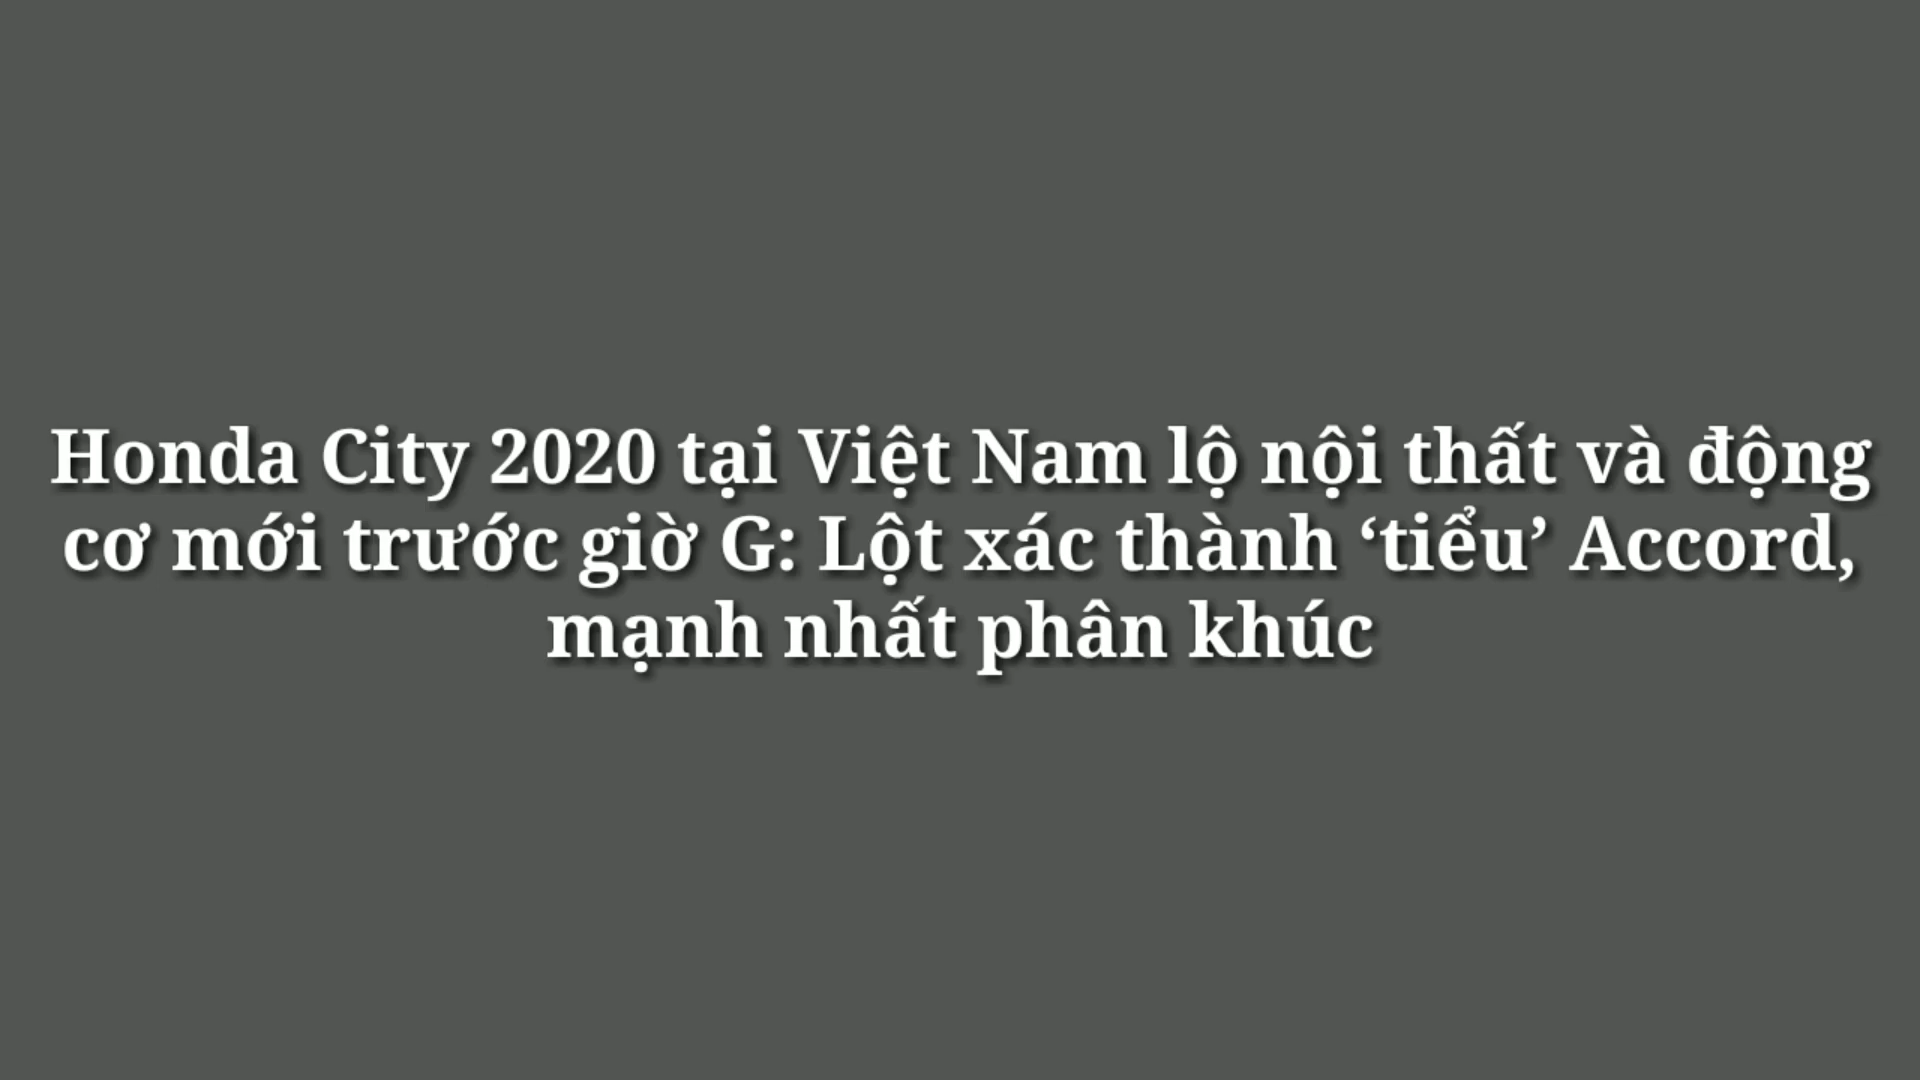 Honda City 2020 tại Việt Nam lộ nội thất và động
cơ mới trước giờ G: Lột xác thành ‘tiểu’ Accord,
mạnh nhất phân khúc